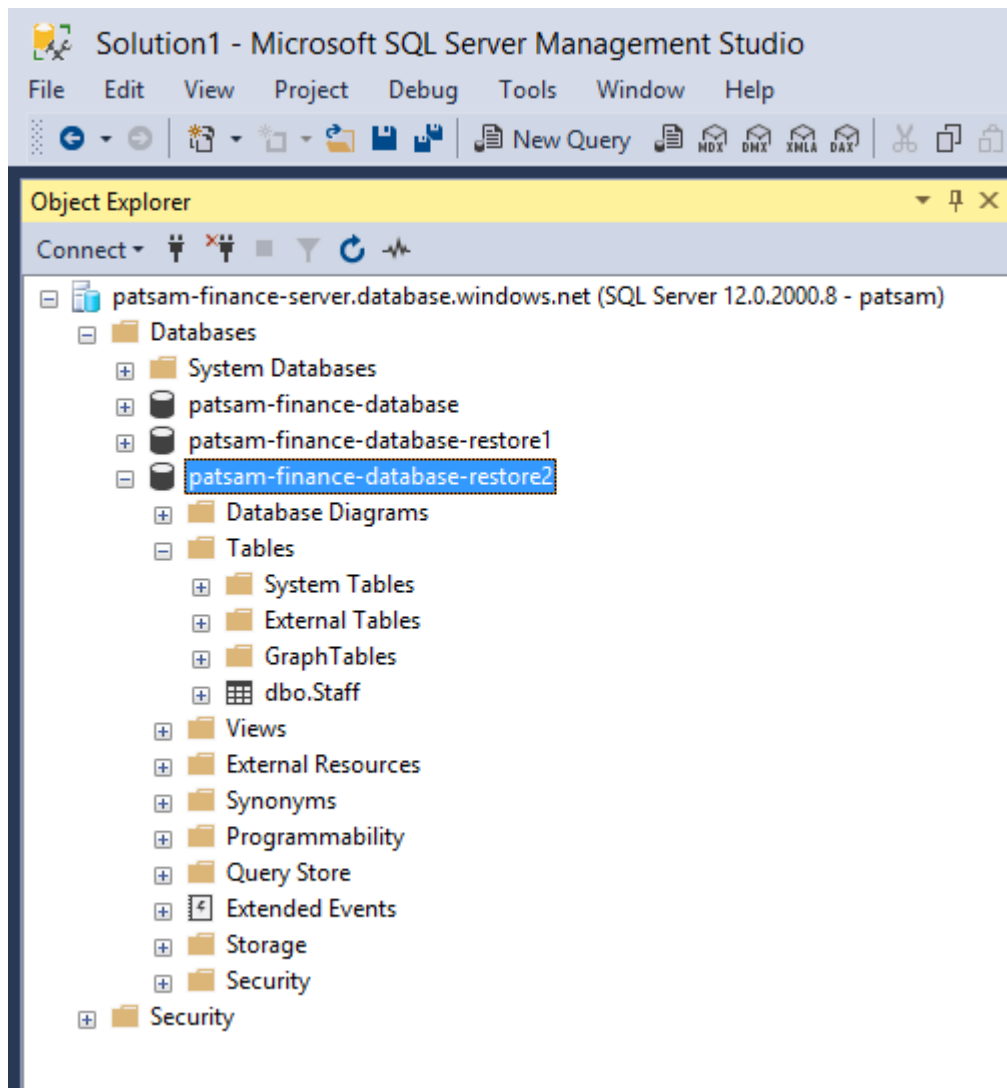 Solution1 - Microsoft SQL Server Management Studio
File Edit View Project Debug Tools Window Help
New Query MDX DMX XMLA DAX
Object Explorer
Connect
patsam-finance-server.database.windows.net (SQL Server 12.0.2000.8 - patsam)
Databases
System Databases
patsam-finance-database
patsam-finance-database-restore1
patsam-finance-database-restore2
Database Diagrams
Tables
System Tables
External Tables
GraphTables
dbo.Staff
Views
External Resources
Synonyms
Programmability
Query Store
Extended Events
Storage
Security
Security